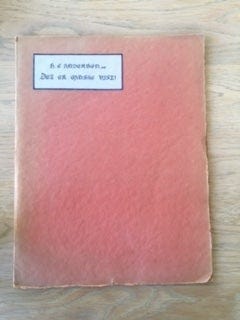 H. C. ANDERSEN
DET ER GANSKE VIST!